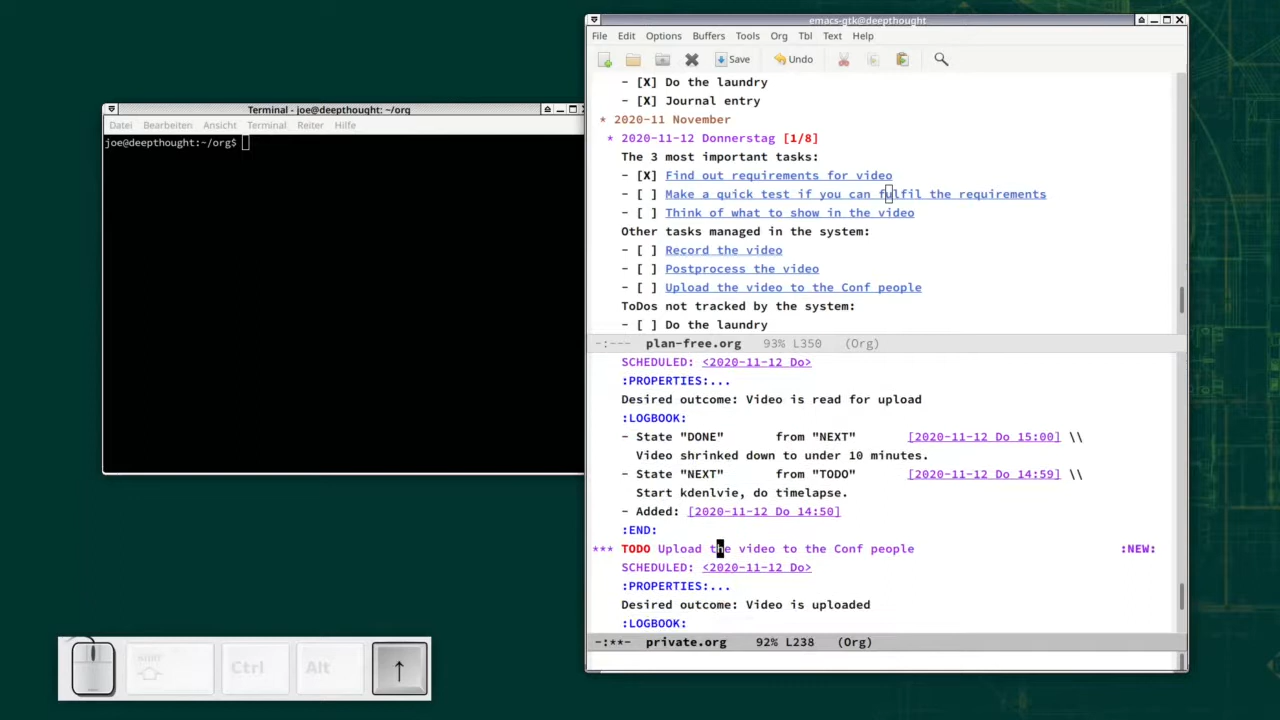 emacs-gtk@deepthought
File Edit Options Buffers Tools Org Tbl Text Help
Save Undo
- [X] Do the laundry
- [X] Journal entry
* 2020-11 November
* 2020-11-12 Donnerstag [1/8]
The 3 most important tasks:
- [X] Find out requirements for video
- [ ] Make a quick test if you can fulfil the requirements
- [ ] Think of what to show in the video
Other tasks managed in the system:
- [ ] Record the video
- [ ] Postprocess the video
- [ ] Upload the video to the Conf people
ToDos not tracked by the system:
- [ ] Do the laundry
-:--- plan-free.org 93% L350 (Org)
SCHEDULED: <2020-11-12 Do>
:PROPERTIES:...
Desired outcome: Video is read for upload
:LOGBOOK:
- State "DONE" from "NEXT" [2020-11-12 Do 15:00] \\
Video shrinked down to under 10 minutes.
- State "NEXT" from "TODO" [2020-11-12 Do 14:59] \\
Start kdenlvie, do timelapse.
- Added: [2020-11-12 Do 14:50]
:END:
*** TODO Upload the video to the Conf people :NEW:
SCHEDULED: <2020-11-12 Do>
:PROPERTIES:...
Desired outcome: Video is uploaded
:LOGBOOK:
-:**- private.org 92% L238 (Org)
Terminal - joe@deepthought: ~/org
Datei Bearbeiten Ansicht Terminal Reiter Hilfe
joe@deepthought:~/org$
Shift Ctrl Alt ↑